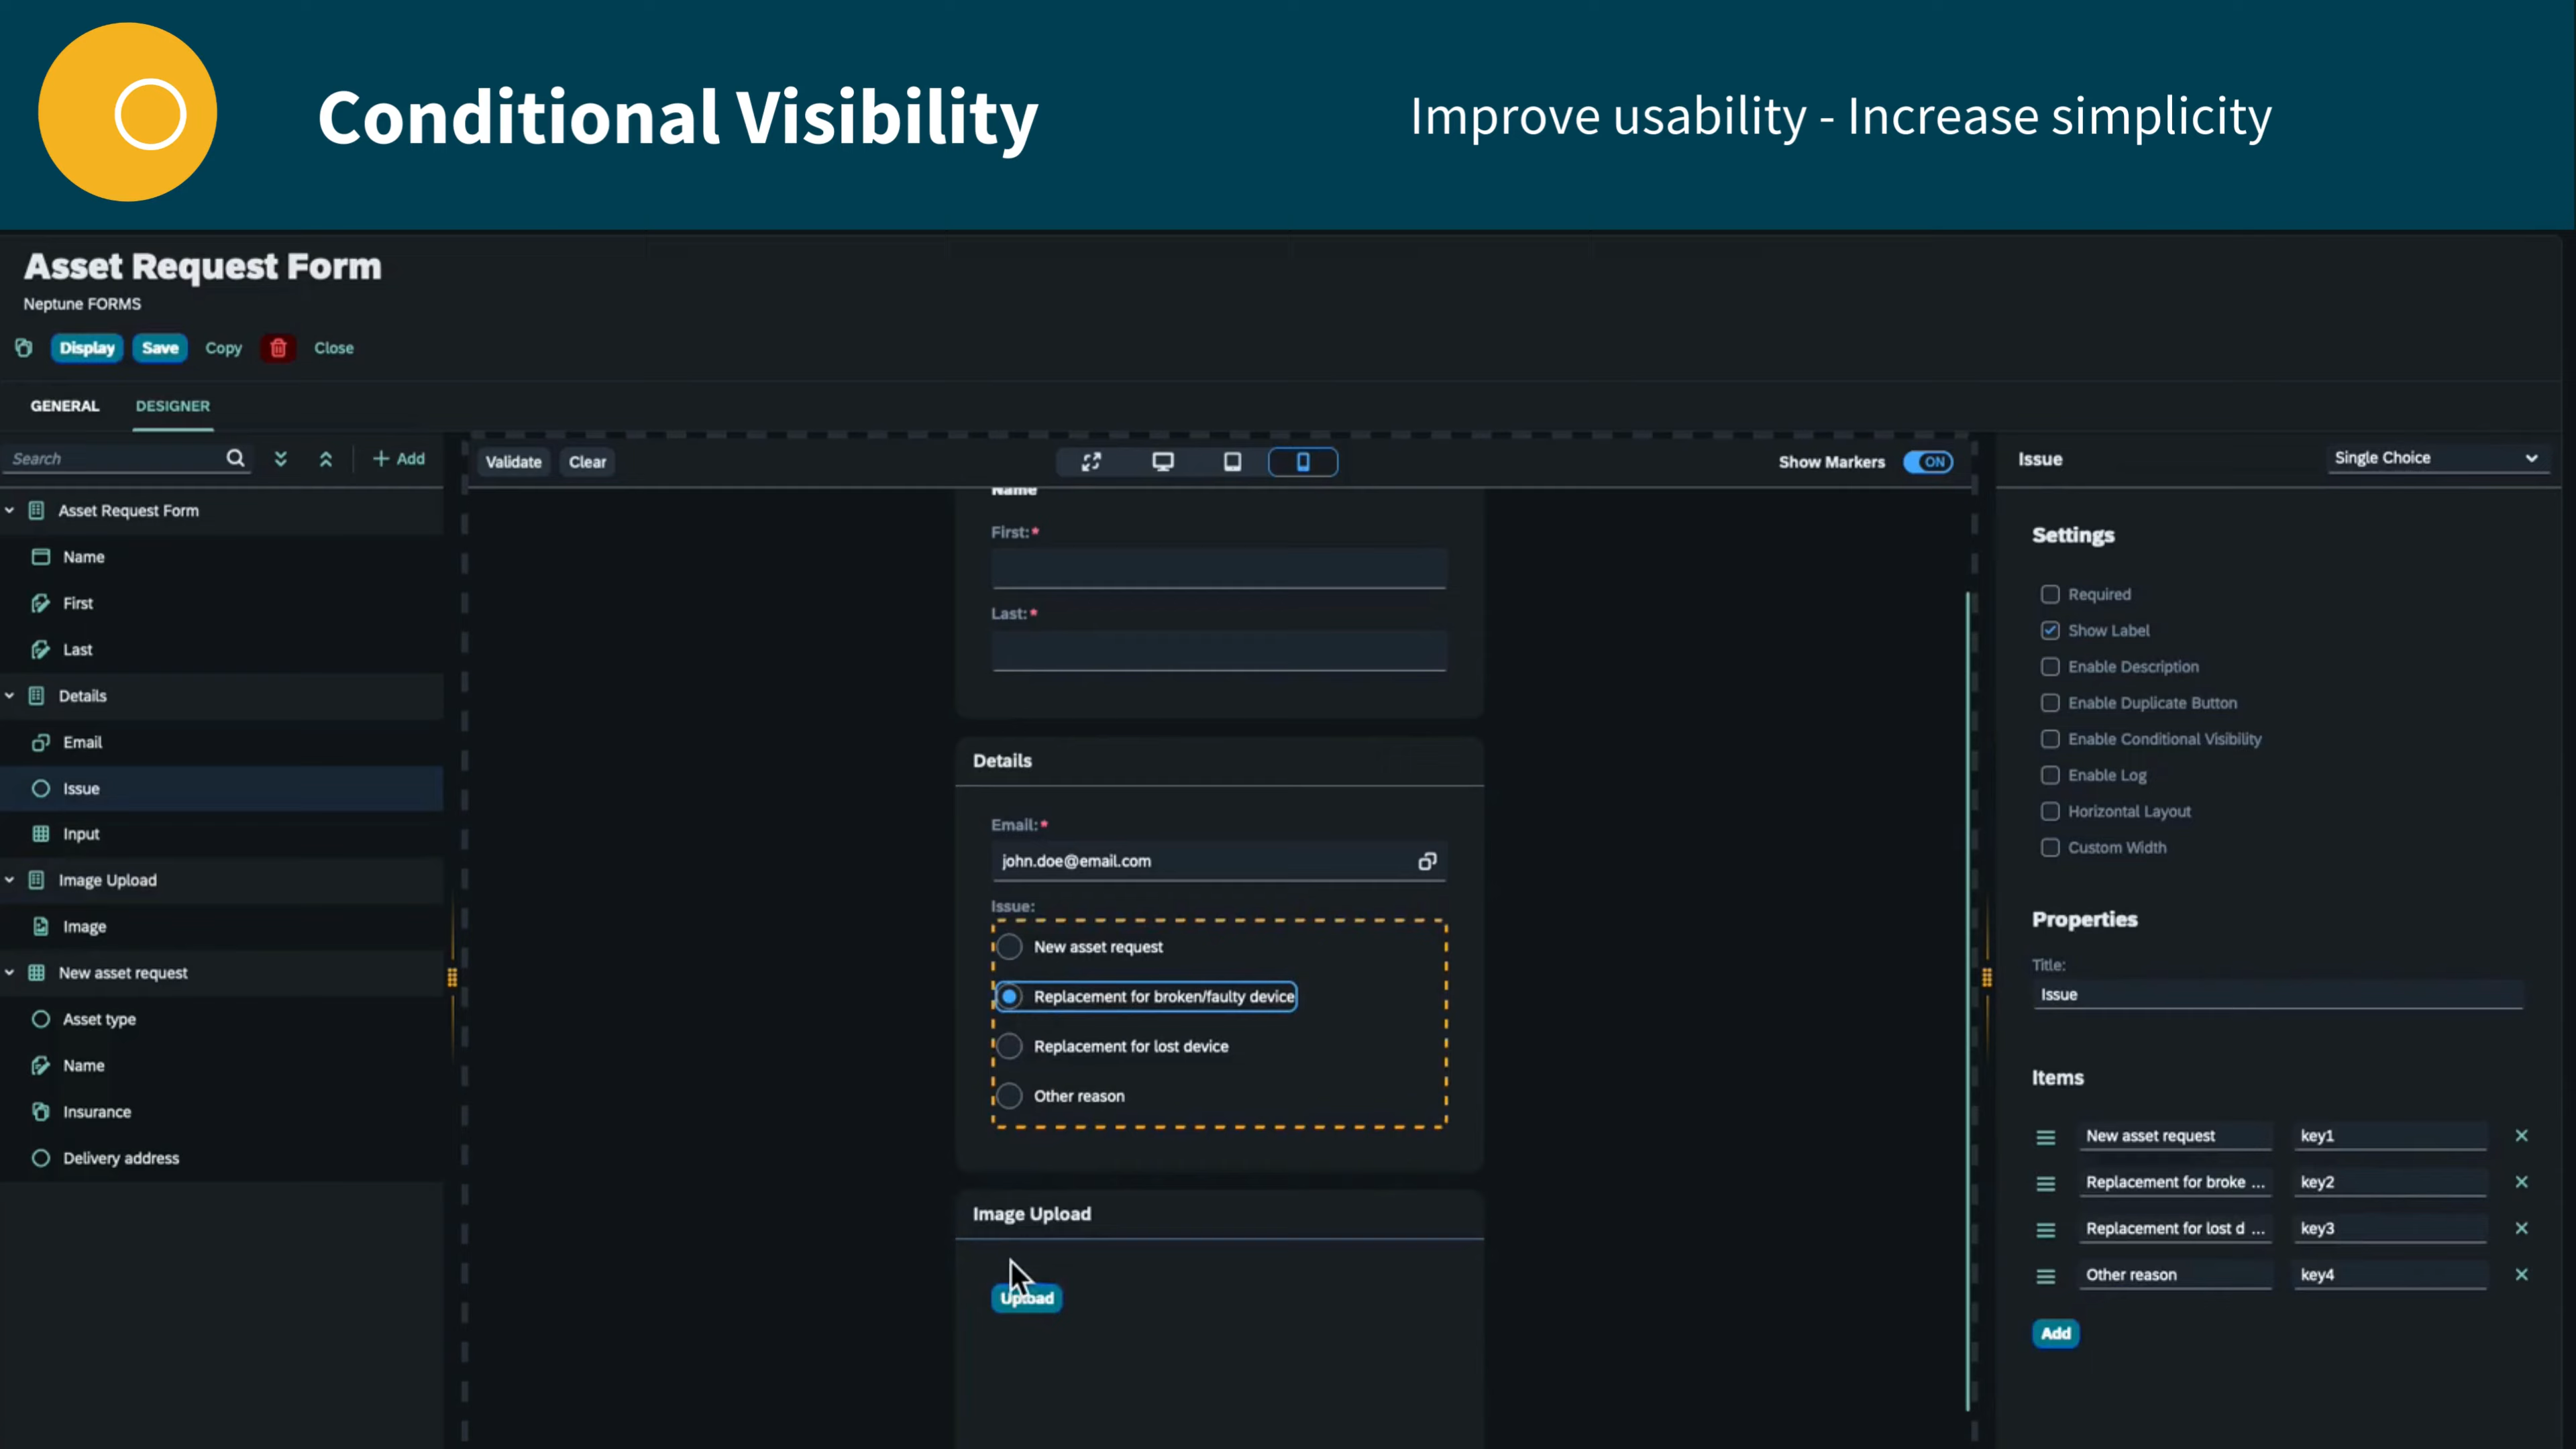 Conditional Visibility
Improve usability - Increase simplicity
Asset Request Form
Neptune FORMS
Display Save Copy Close
GENERAL DESIGNER
Search
Add
Asset Request Form
Name
First
Last
Details
Email
Issue
Input
Image Upload
Image
New asset request
Asset type
Name
Insurance
Delivery address
Validate Clear
Show Markers ON
Name
First:*
Last:*
Details
Email:*
john.doe@email.com
Issue:
New asset request
Replacement for broken/faulty device
Replacement for lost device
Other reason
Image Upload
Upload
Issue
Single Choice
Settings
Required
Show Label
Enable Description
Enable Duplicate Button
Enable Conditional Visibility
Enable Log
Horizontal Layout
Custom Width
Properties
Title:
Issue
Items
New asset request key1
Replacement for broke ... key2
Replacement for lost d ... key3
Other reason key4
Add